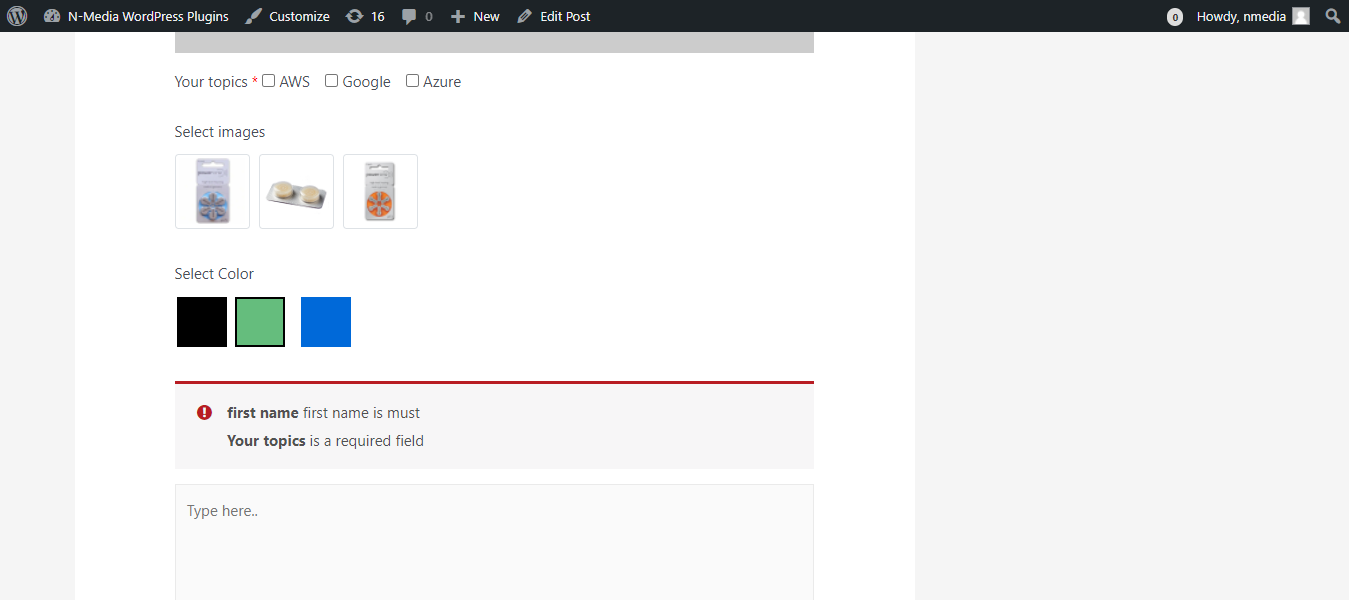 N-Media WordPress Plugins Customize 16 0 New Edit Post 0 Howdy, nmedia
Your topics * AWS Google Azure
Select images
Select Color
first name first name is must
Your topics is a required field
Type here..